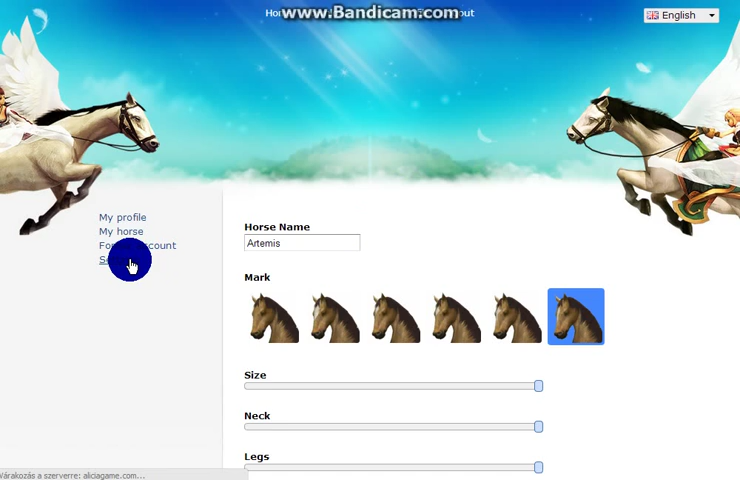 www.Bandicam.com
English
My profile
My horse
Horse Name
Artemis
Mark
Size
Neck
Legs
Várakozás a szerverre: aliciagame.com...